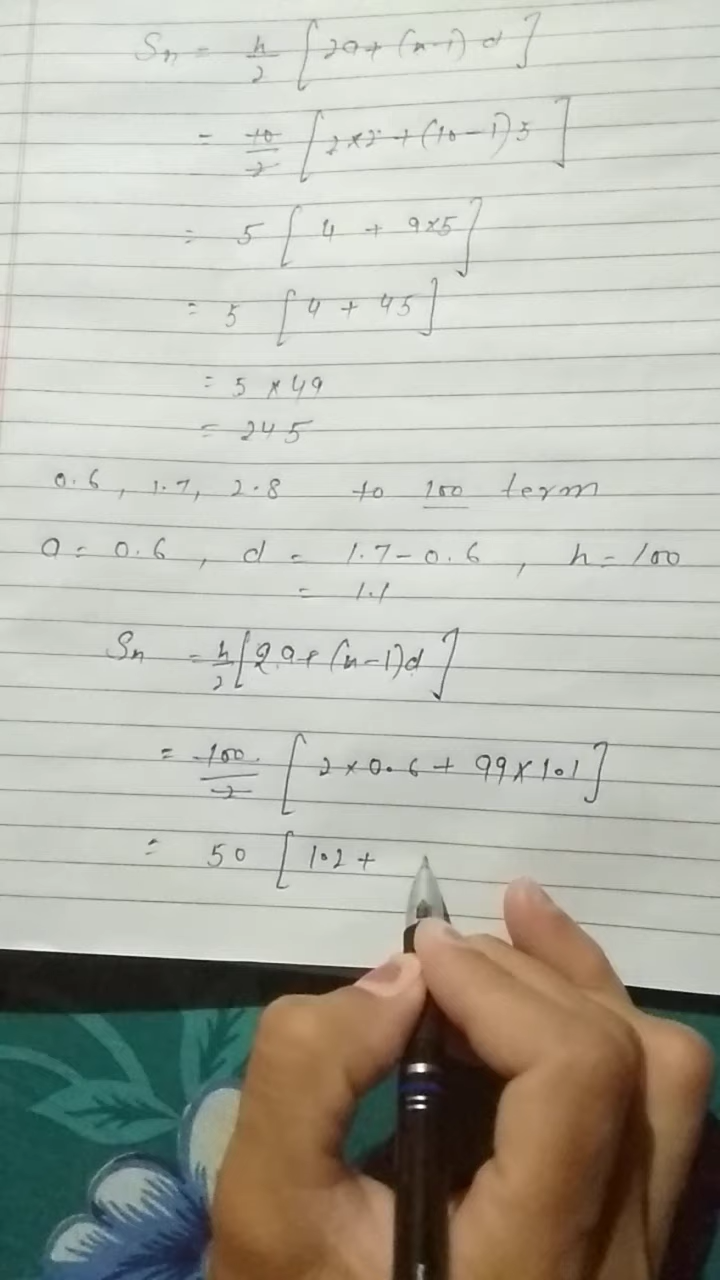 Sn = n/2 [2a+(n-1)d]
= 10/2 [2×2+(10-1)5]
= 5 [4 + 9×5]
= 5 [4 + 45]
= 5 × 49
= 245
0.6, 1.7, 2.8 to 100 term
a = 0.6, d = 1.7-0.6, n = 100
= 1.1
Sn = n/2 [2a+(n-1)d]
= 100/2 [2×0.6+99×1.1]
= 50 [1.2+